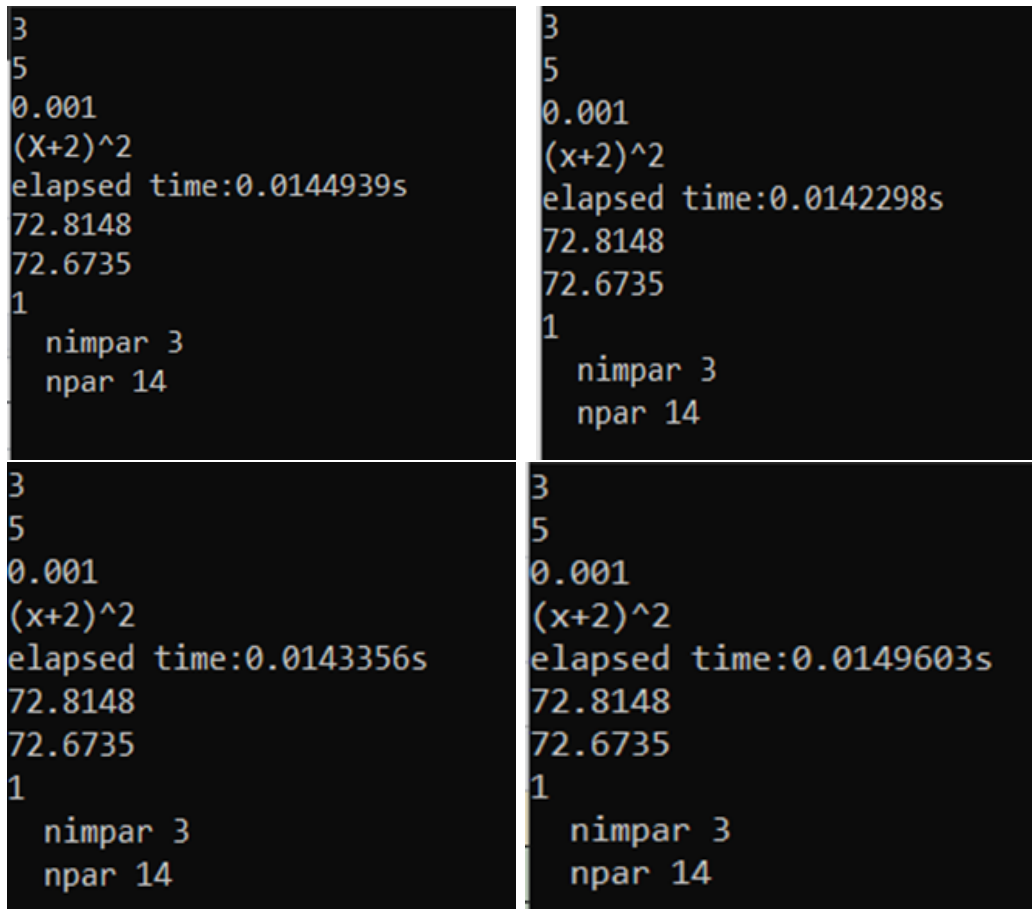 3
5
0.001
(X+2)^2
elapsed time:0.0144939s
72.8148
72.6735
1
nimpar 3
npar 14
3
5
0.001
(x+2)^2
elapsed time:0.0142298s
72.8148
72.6735
1
nimpar 3
npar 14
3
5
0.001
(x+2)^2
elapsed time:0.0143356s
72.8148
72.6735
1
nimpar 3
npar 14
3
5
0.001
(x+2)^2
elapsed time:0.0149603s
72.8148
72.6735
1
nimpar 3
npar 14